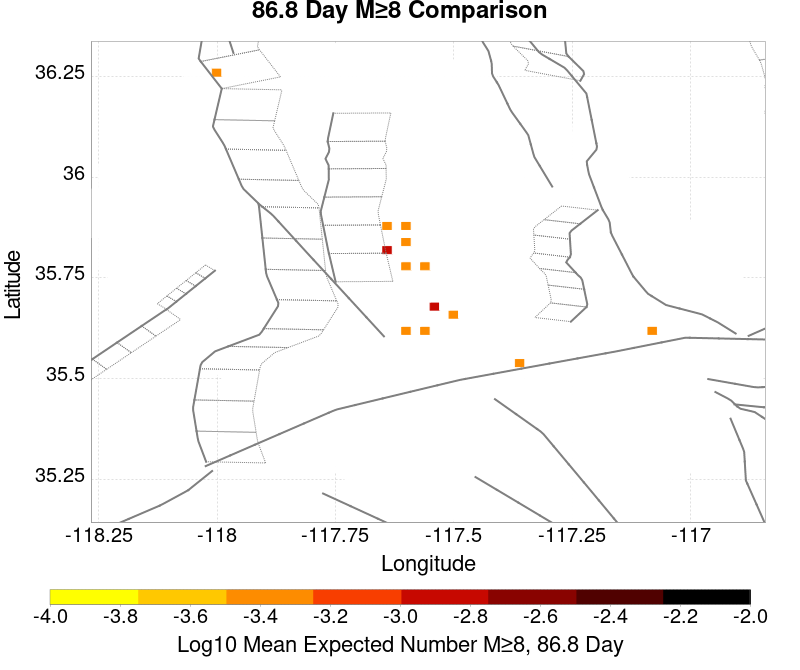 86.8 Day M≥8 Comparison
36.25
36
35.75
35.5
35.25
Latitude
-118.25 -118 -117.75 -117.5 -117.25 -117
Longitude
-4.0 -3.8 -3.6 -3.4 -3.2 -3.0 -2.8 -2.6 -2.4 -2.2 -2.0
Log10 Mean Expected Number M≥8, 86.8 Day